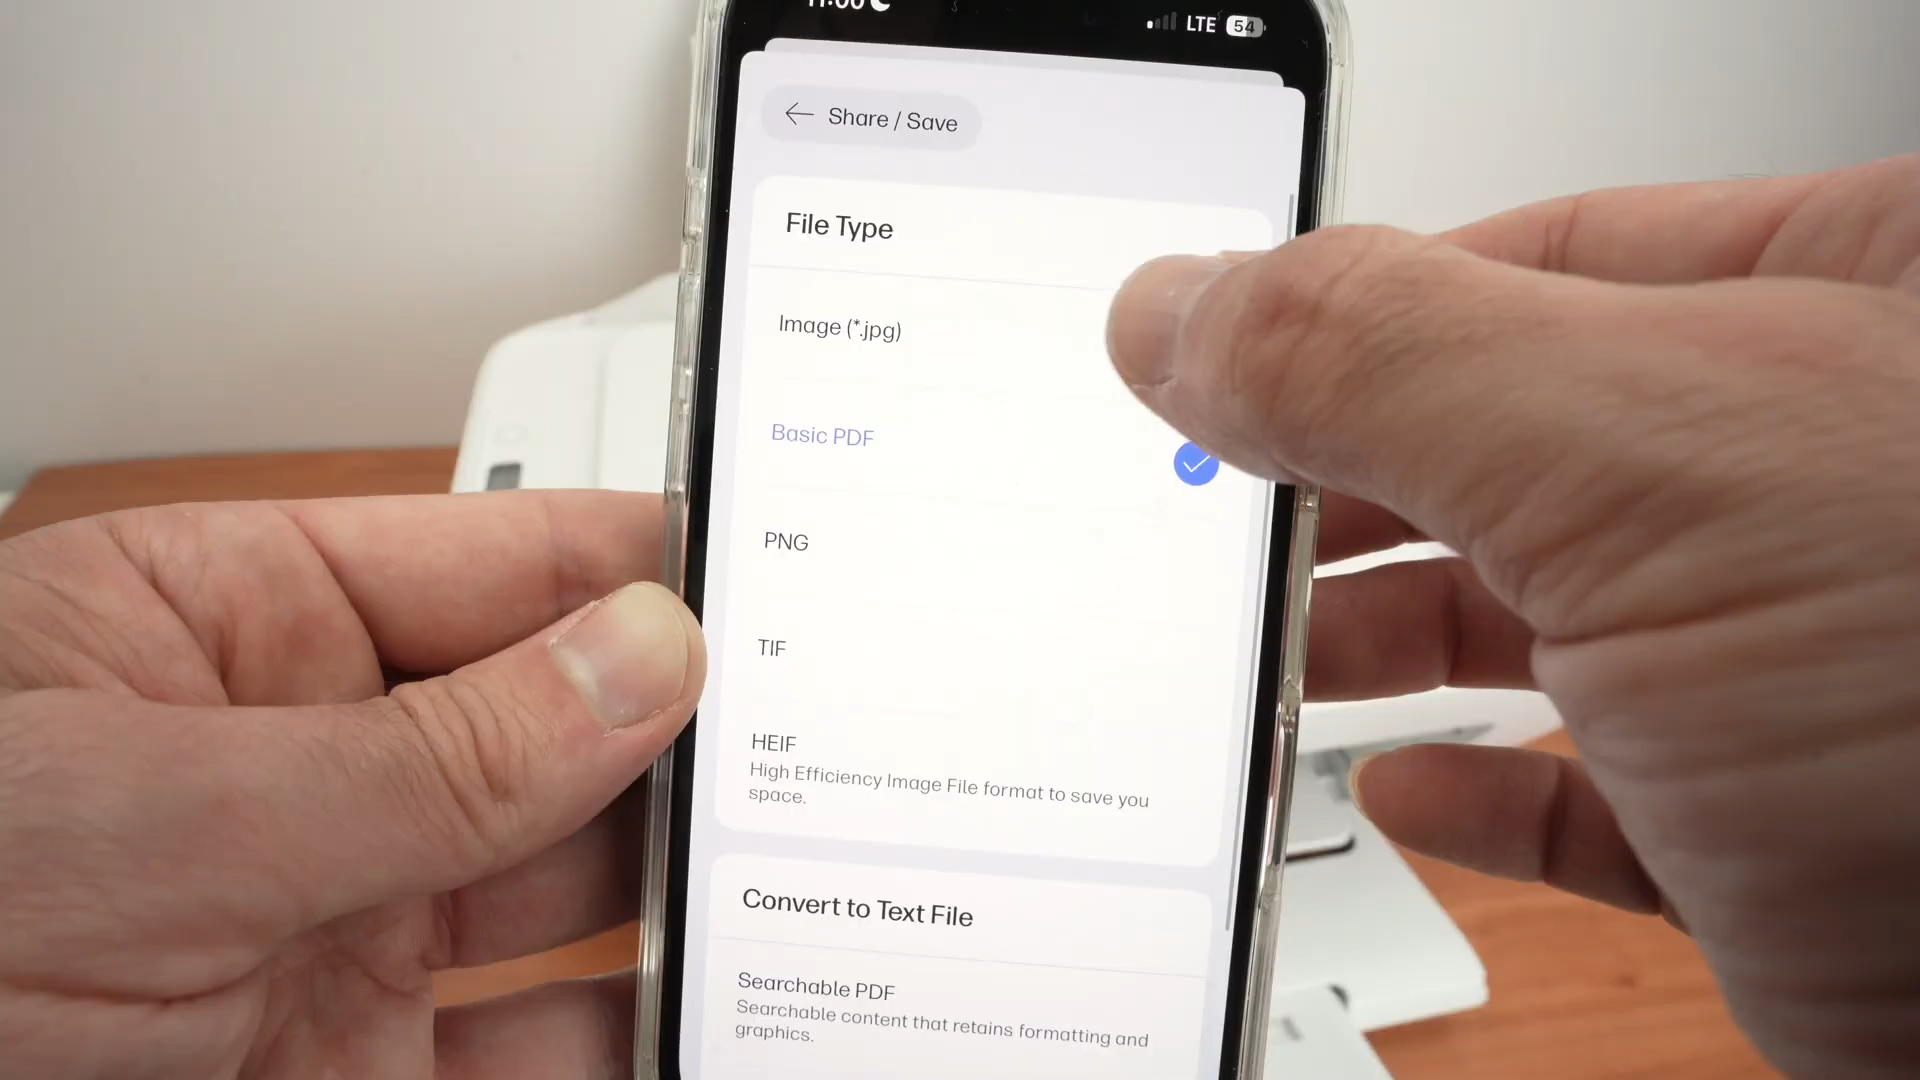 LTE 54
Share / Save
File Type
Image (*.jpg)
Basic PDF
PNG
TIF
HEIF
High Efficiency Image File format to save you
space.
Convert to Text File
Searchable PDF
Searchable content that retains formatting and
graphics.